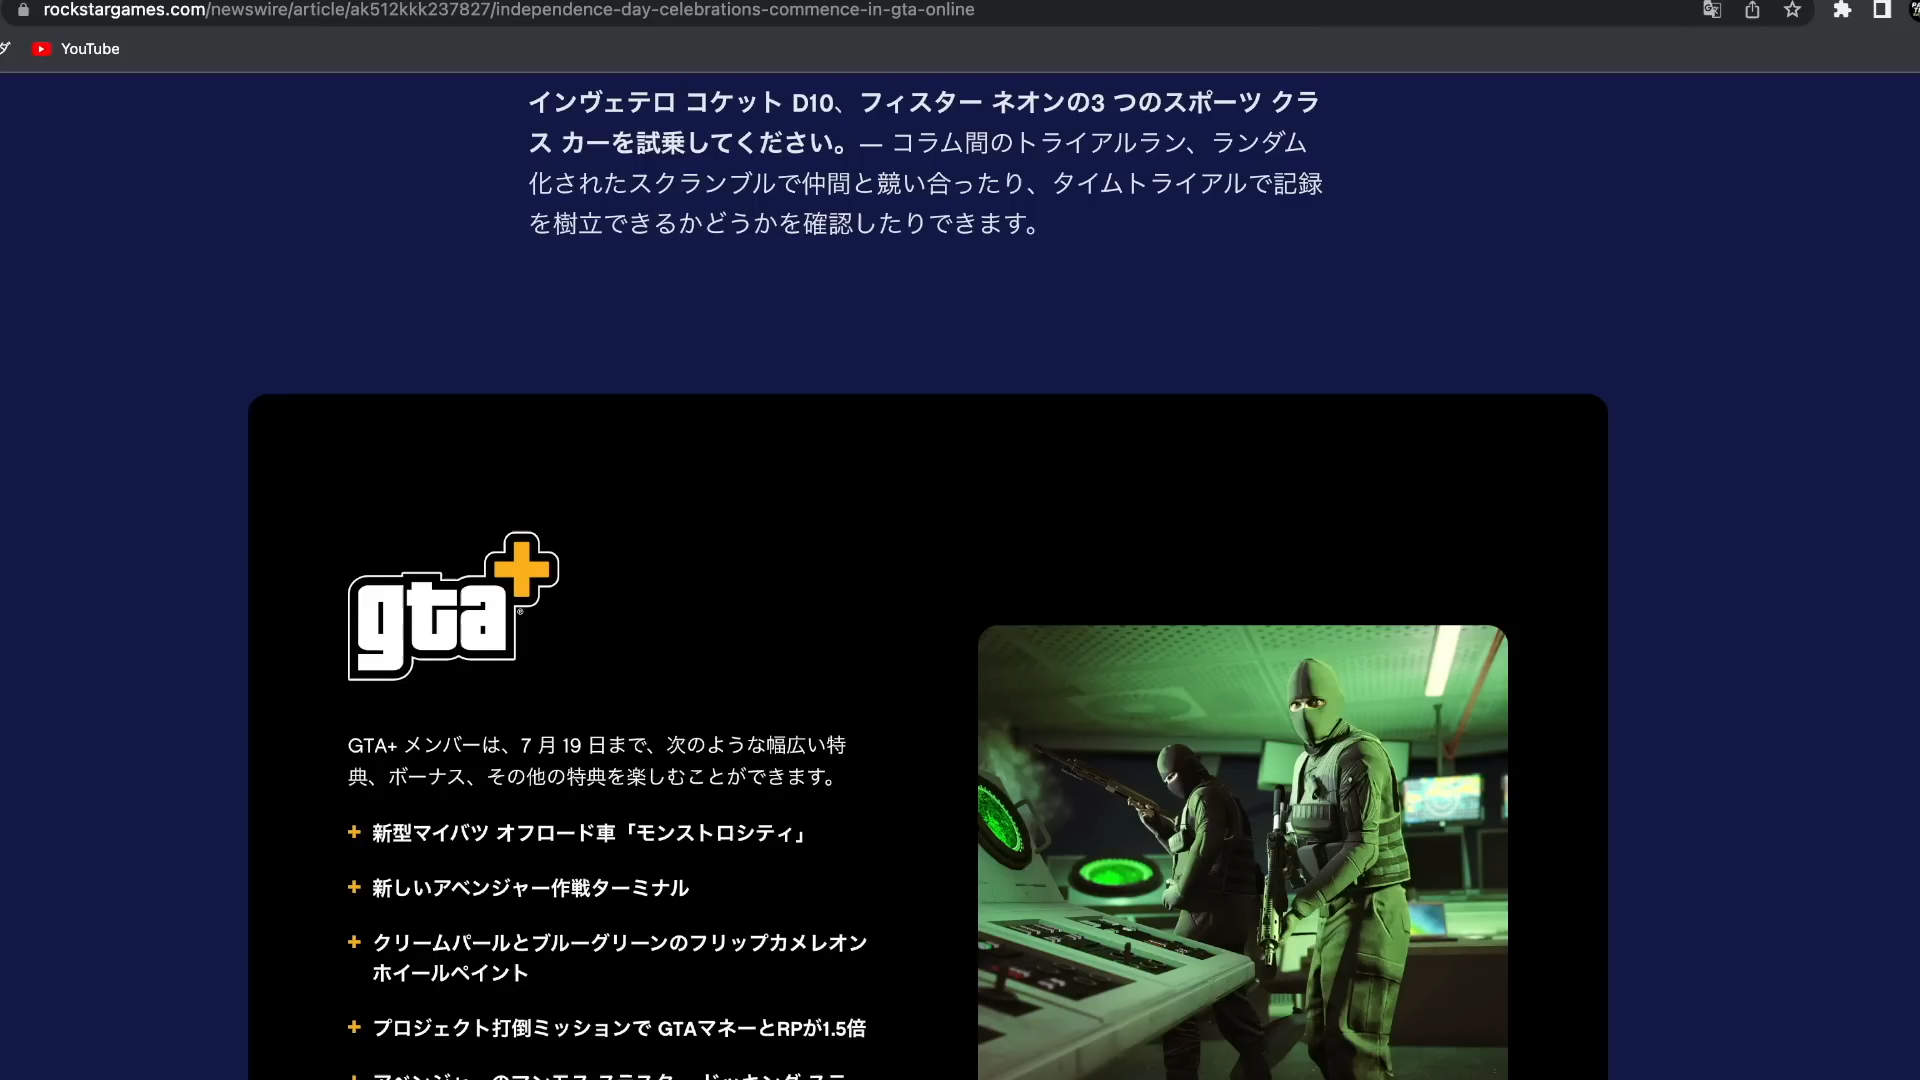 rockstargames.com/newswire/article/ak512kkk237827/independence-day-celebrations-commence-in-gta-online
YouTube
インヴェテロ コケット D10、フィスター ネオンの3 つのスポーツ クラ
ス カーを試乗してください。— コラム間のトライアルラン、ランダム
化されたスクランブルで仲間と競い合ったり、タイムトライアルで記録
を樹立できるかどうかを確認したりできます。
gta+
GTA+ メンバーは、7 月 19 日まで、次のような幅広い特
典、ボーナス、その他の特典を楽しむことができます。
+ 新型マイバツ オフロード車「モンストロシティ」
+ 新しいアベンジャー作戦ターミナル
+ クリームパールとブルーグリーンのフリップカメレオン
ホイールペイント
+ プロジェクト打倒ミッションで GTAマネーとRPが1.5倍